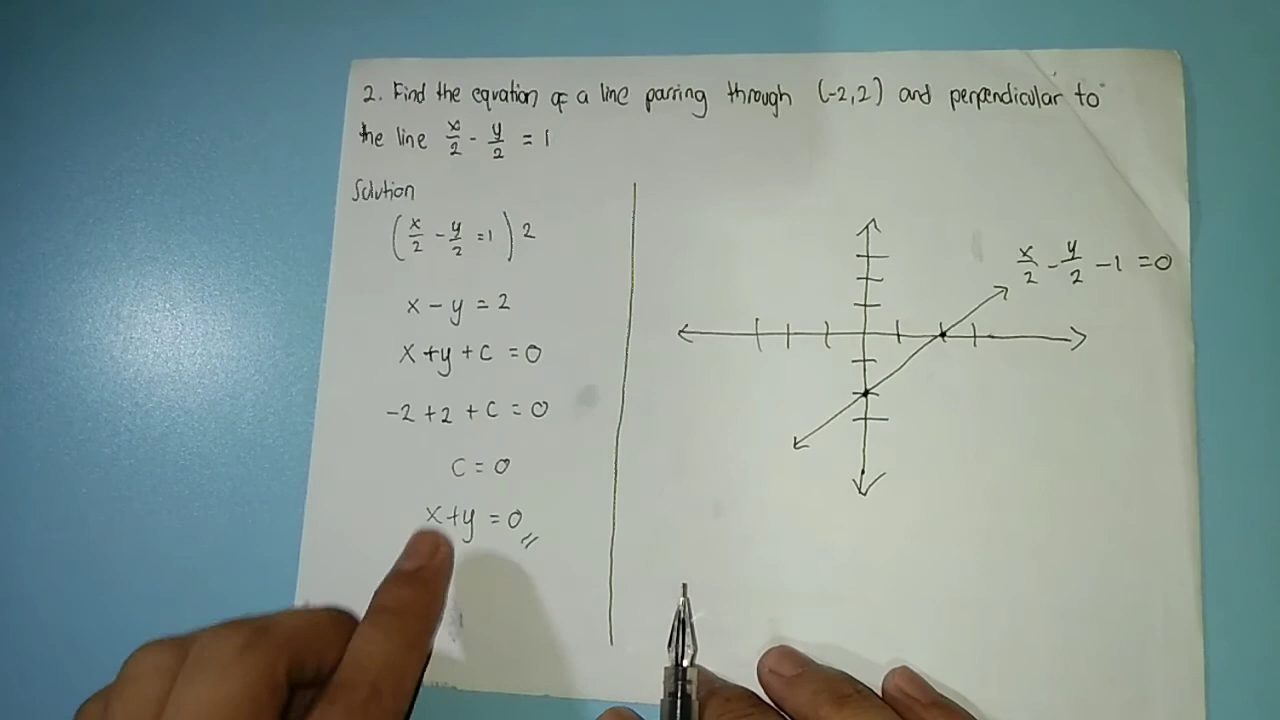 2. Find the equation of a line passing through (-2,2) and perpendicular to
the line x/2 - y/2 = 1
Solution
(x/2 - y/2 = 1) 2
x - y = 2
x + y + c = 0
-2 + 2 + c = 0
c = 0
x + y = 0
x/2 - y/2 - 1 = 0